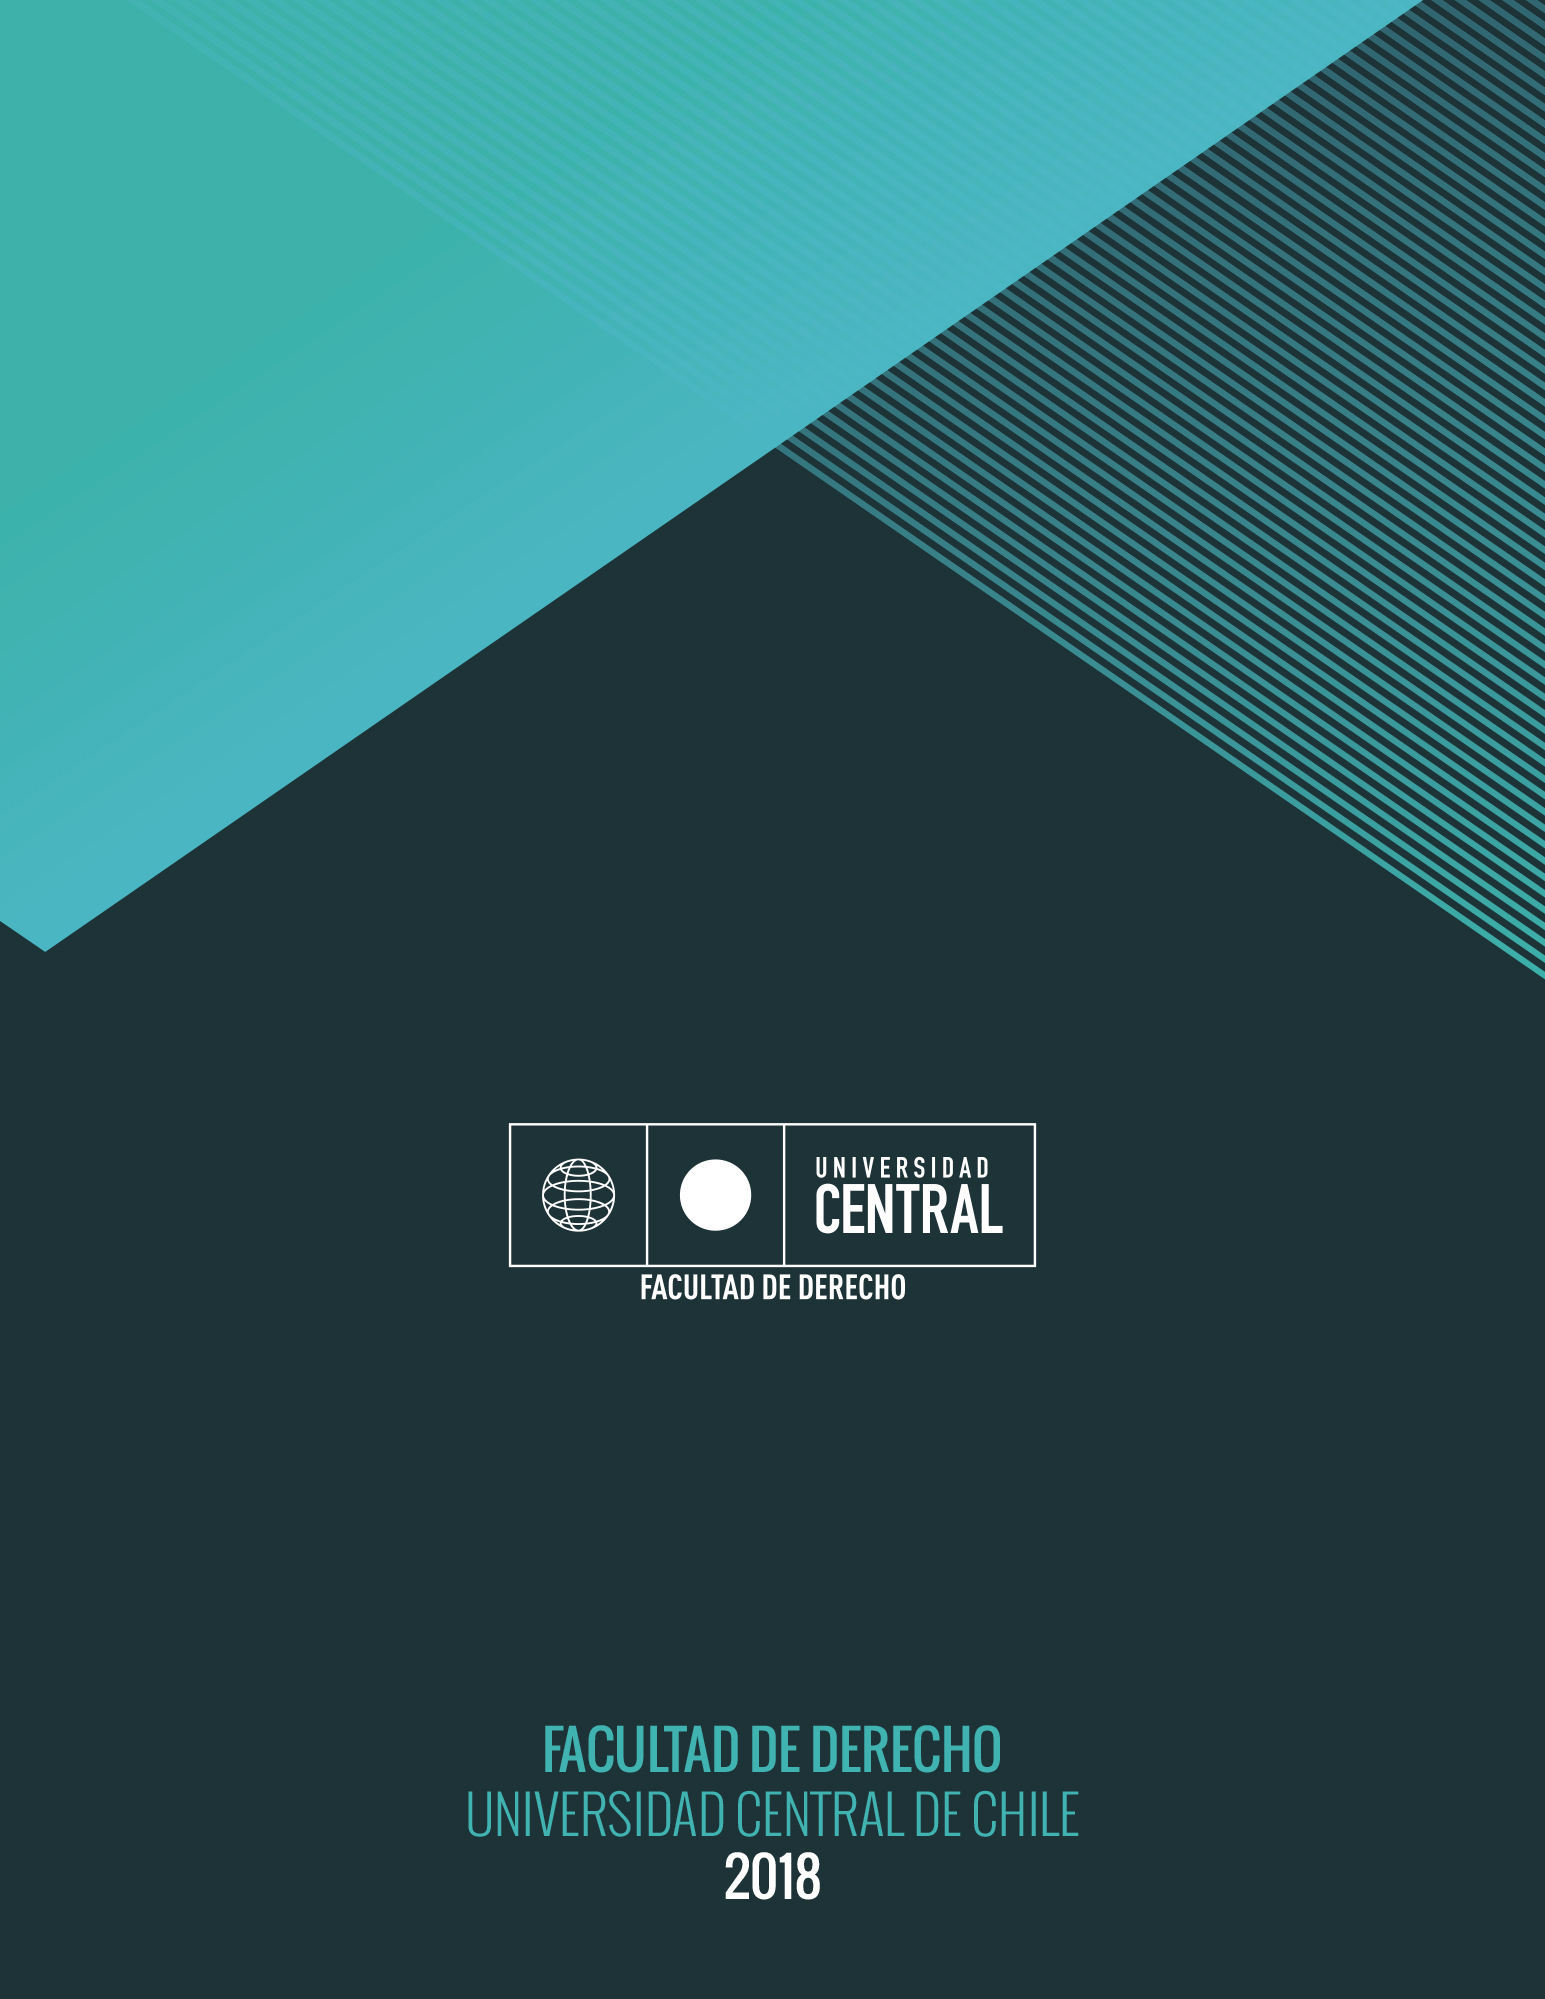 UNIVERSIDAD
CENTRAL
FACULTAD DE DERECHO
FACULTAD DE DERECHO
UNIVERSIDAD CENTRAL DE CHILE
2018